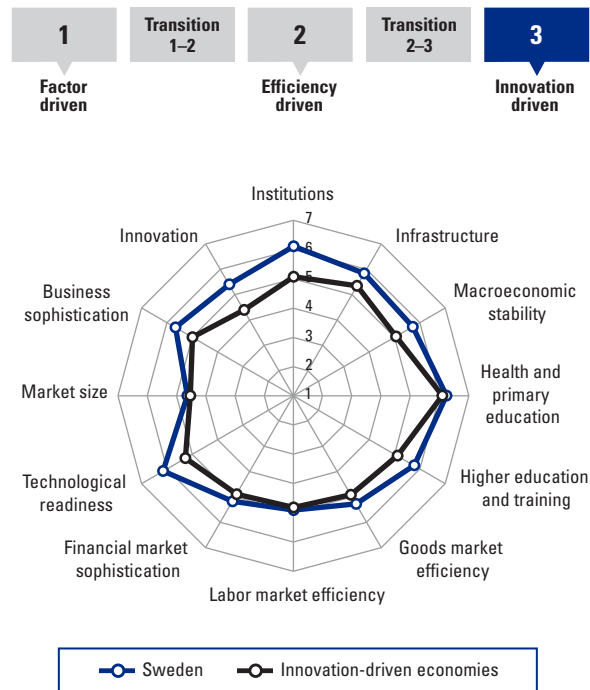 1
Transition
1–2
2
Transition
2–3
3
Factor
driven
Efficiency
driven
Innovation
driven
Institutions
7
Innovation
Infrastructure
6
Business
sophistication
Macroeconomic
stability
5
4
3
2
Market size
1
Health and
primary
education
Technological
readiness
Higher education
and training
Financial market
sophistication
Goods market
efficiency
Labor market efficiency
Sweden
Innovation-driven economies